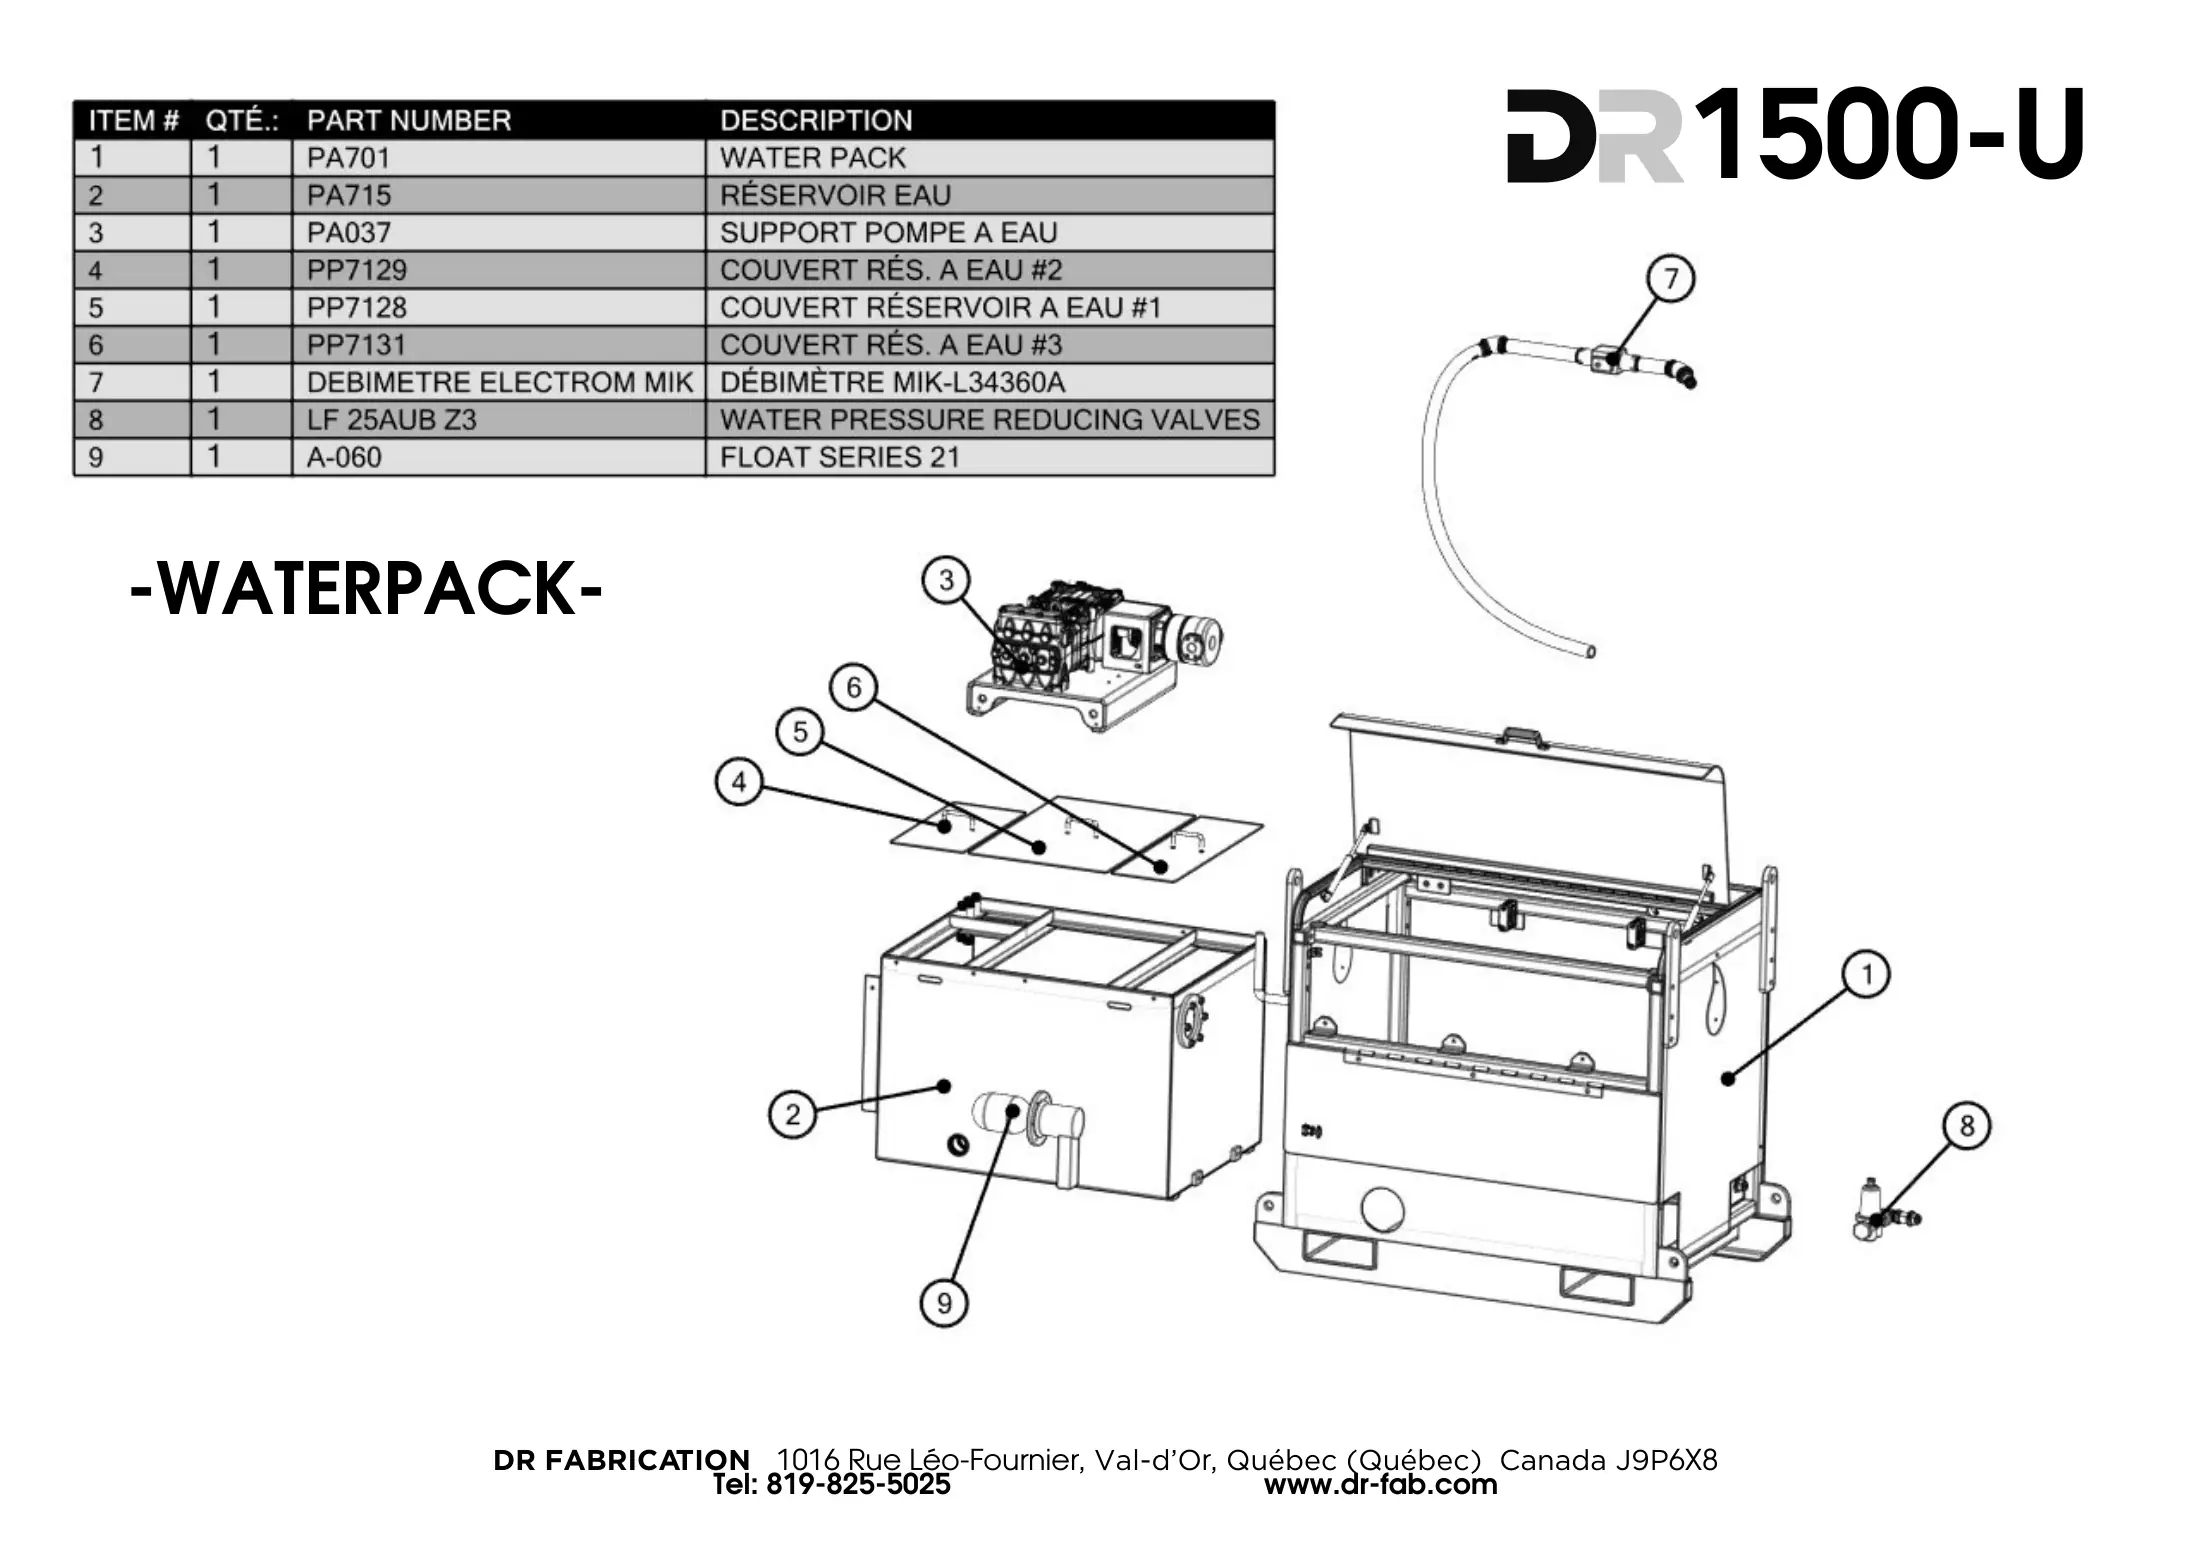 DR1500-U
ITEM # QTÉ.: PART NUMBER DESCRIPTION
1 1 PA701 WATER PACK
2 1 PA715 RÉSERVOIR EAU
3 1 PA037 SUPPORT POMPE A EAU
4 1 PP7129 COUVERT RÉS. A EAU #2
5 1 PP7128 COUVERT RÉSERVOIR A EAU #1
6 1 PP7131 COUVERT RÉS. A EAU #3
7 1 DEBIMETRE ELECTROM MIK DÉBIMÈTRE MIK-L34360A
8 1 LF 25AUB Z3 WATER PRESSURE REDUCING VALVES
9 1 A-060 FLOAT SERIES 21
-WATERPACK-
7
3
6
5
4
1
2
8
9
DR FABRICATION 1016 Rue Léo-Fournier, Val-d’Or, Québec (Québec) Canada J9P6X8
Tel: 819-825-5025 www.dr-fab.com